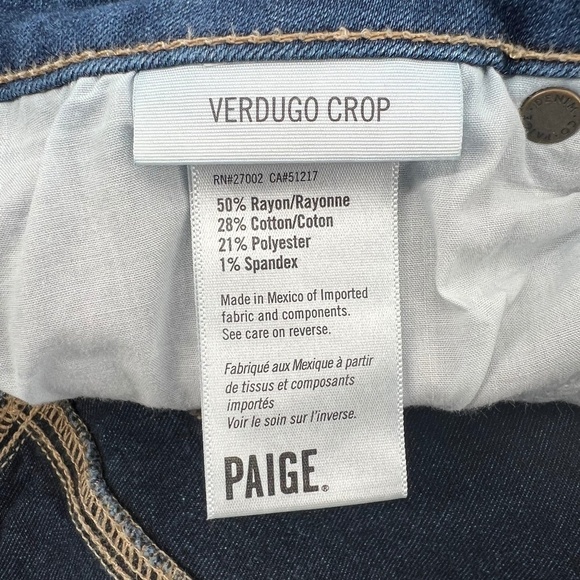 VERDUGO CROP
RN#27002 CA#51217
50% Rayon/Rayonne
28% Cotton/Coton
21% Polyester
1% Spandex
Made in Mexico of Imported
fabric and components.
See care on reverse.
Fabriqué aux Mexique à partir
de tissus et composants
importés
Voir le soin sur l'inverse.
PAIGE®